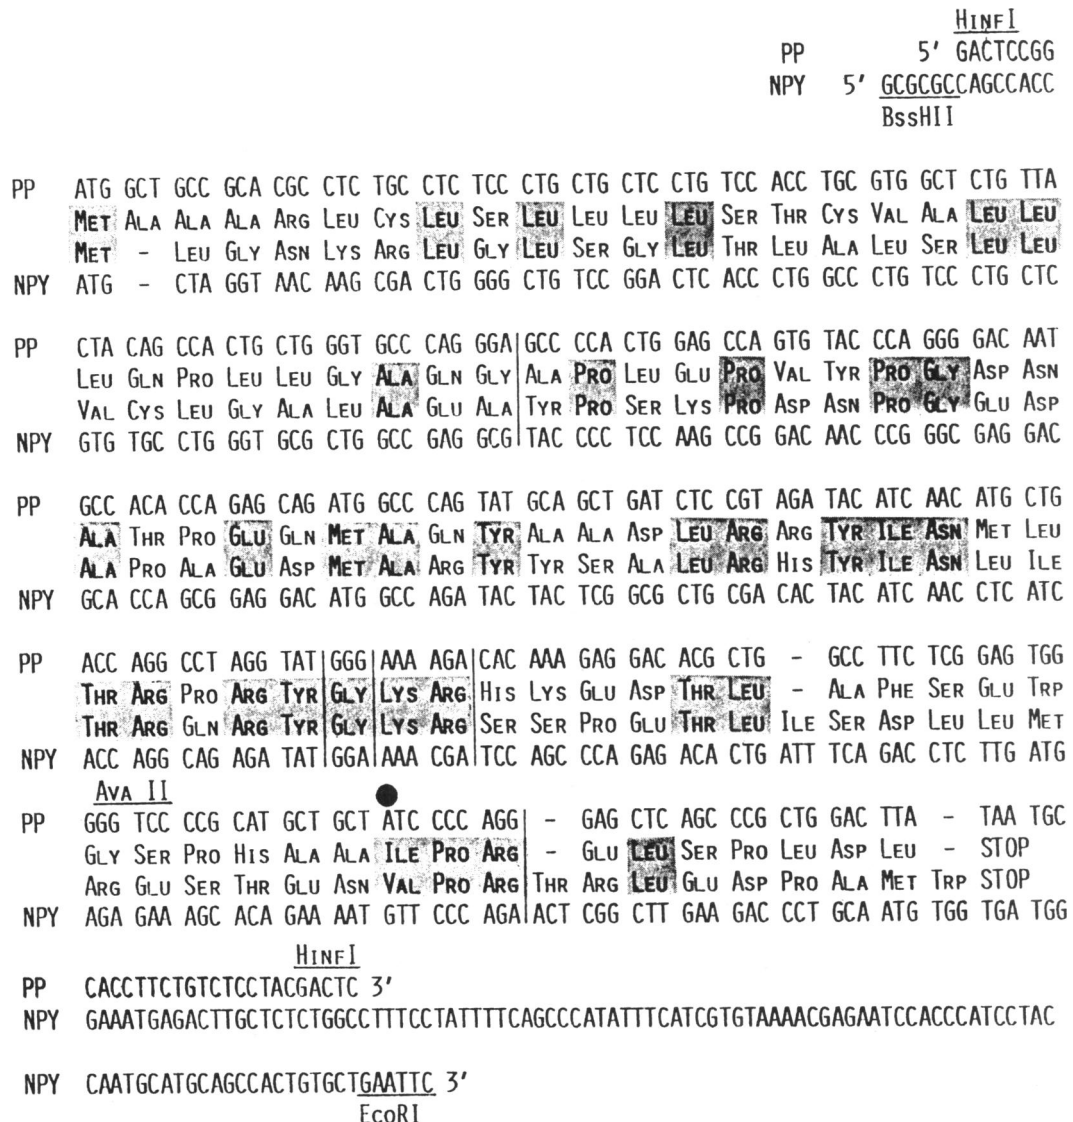 HINFI
PP 5' GACTCCGG
NPY 5' GCGCGCCAGCCACC
BssHII
PP ATG GCT GCC GCA CGC CTC TGC CTC TCC CTG CTG CTC CTG TCC ACC TGC GTG GCT CTG TTA
MET ALA ALA ALA ARG LEU CYS LEU SER LEU LEU LEU LEU SER THR CYS VAL ALA LEU LEU
MET - LEU GLY ASN LYS ARG LEU GLY LEU SER GLY LEU THR LEU ALA LEU SER LEU LEU
NPY ATG - CTA GGT AAC AAG CGA CTG GGG CTG TCC GGA CTC ACC CTG GCC CTG TCC CTG CTC
PP CTA CAG CCA CTG CTG GGT GCC CAG GGA|GCC CCA CTG GAG CCA GTG TAC CCA GGG GAC AAT
LEU GLN PRO LEU LEU GLY ALA GLN GLY|ALA PRO LEU GLU PRO VAL TYR PRO GLY ASP ASN
VAL CYS LEU GLY ALA LEU ALA GLU ALA|TYR PRO SER LYS PRO ASP ASN PRO GLY GLU ASP
NPY GTG TGC CTG GGT GCG CTG GCC GAG GCG|TAC CCC TCC AAG CCG GAC AAC CCG GGC GAG GAC
PP GCC ACA CCA GAG CAG ATG GCC CAG TAT GCA GCT GAT CTC CGT AGA TAC ATC AAC ATG CTG
ALA THR PRO GLU GLN MET ALA GLN TYR ALA ALA ASP LEU ARG ARG TYR ILE ASN MET LEU
ALA PRO ALA GLU ASP MET ALA ARG TYR TYR SER ALA LEU ARG HIS TYR ILE ASN LEU ILE
NPY GCA CCA GCG GAG GAC ATG GCC AGA TAC TAC TCG GCG CTG CGA CAC TAC ATC AAC CTC ATC
PP ACC AGG CCT AGG TAT|GGG|AAA AGA|CAC AAA GAG GAC ACG CTG - GCC TTC TCG GAG TGG
THR ARG PRO ARG TYR|GLY|LYS ARG|HIS LYS GLU ASP THR LEU - ALA PHE SER GLU TRP
THR ARG GLN ARG TYR|GLY|LYS ARG|SER SER PRO GLU THR LEU ILE SER ASP LEU LEU MET
NPY ACC AGG CAG AGA TAT|GGA|AAA CGA|TCC AGC CCA GAG ACA CTG ATT TCA GAC CTC TTG ATG
AVA II
PP GGG TCC CCG CAT GCT GCT ATC CCC AGG| - GAG CTC AGC CCG CTG GAC TTA - TAA TGC
GLY SER PRO HIS ALA ALA ILE PRO ARG| - GLU LEU SER PRO LEU ASP LEU - STOP
ARG GLU SER THR GLU ASN VAL PRO ARG|THR ARG LEU GLU ASP PRO ALA MET TRP STOP
NPY AGA GAA AGC ACA GAA AAT GTT CCC AGA|ACT CGG CTT GAA GAC CCT GCA ATG TGG TGA TGG
HINFI
PP CACCTTCTGTCTCCTACGACTC 3'
NPY GAAATGAGACTTGCTCTCTGGCCTTTTCCTATTTTCAGCCCATATTTCATCGTGTAAAACGAGAATCCACCCATCCTAC
NPY CAATGCATGCAGCCACTGTGCTGAATTC 3'
EcoRI